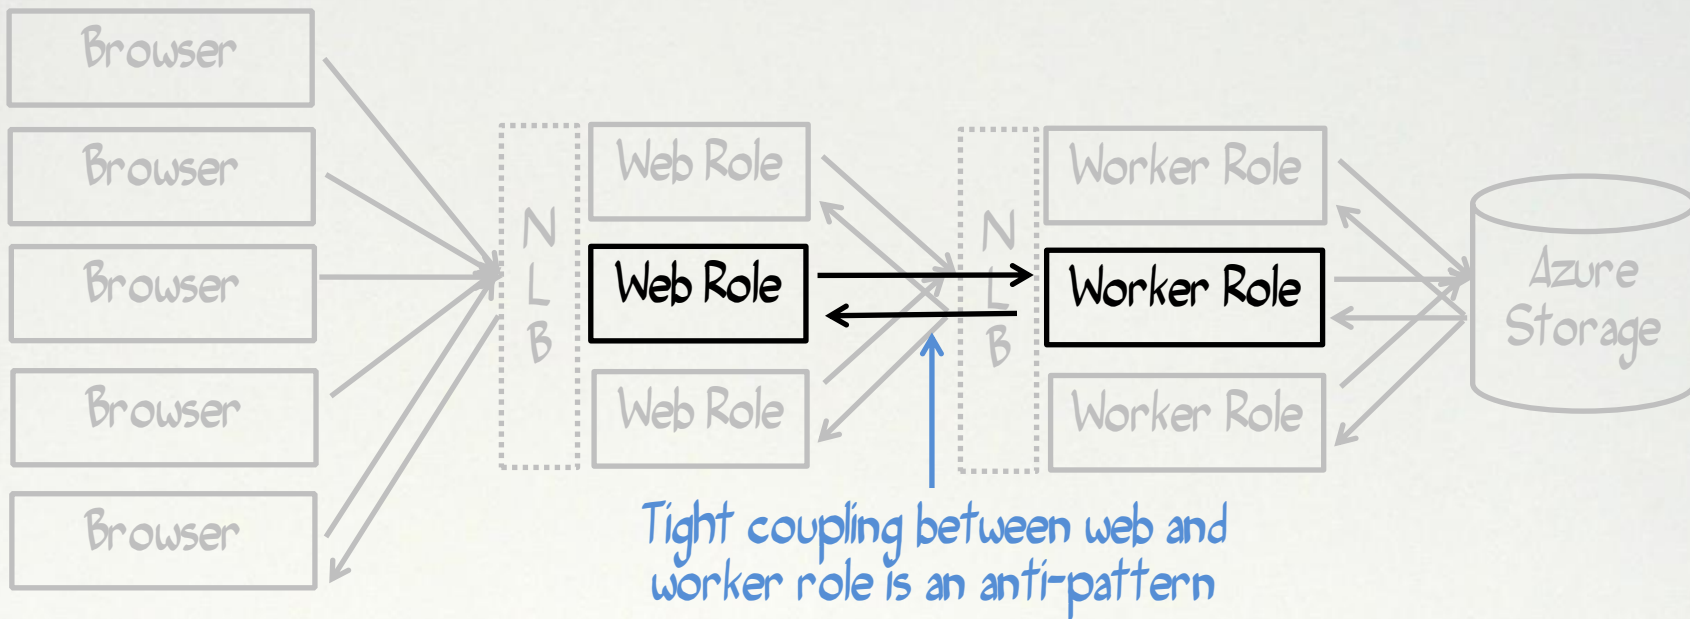 Browser
Browser
Browser
Browser
Browser
N
L
B
Web Role
Web Role
Web Role
N
L
B
Worker Role
Worker Role
Worker Role
Azure
Storage
Tight coupling between web and
worker role is an anti-pattern